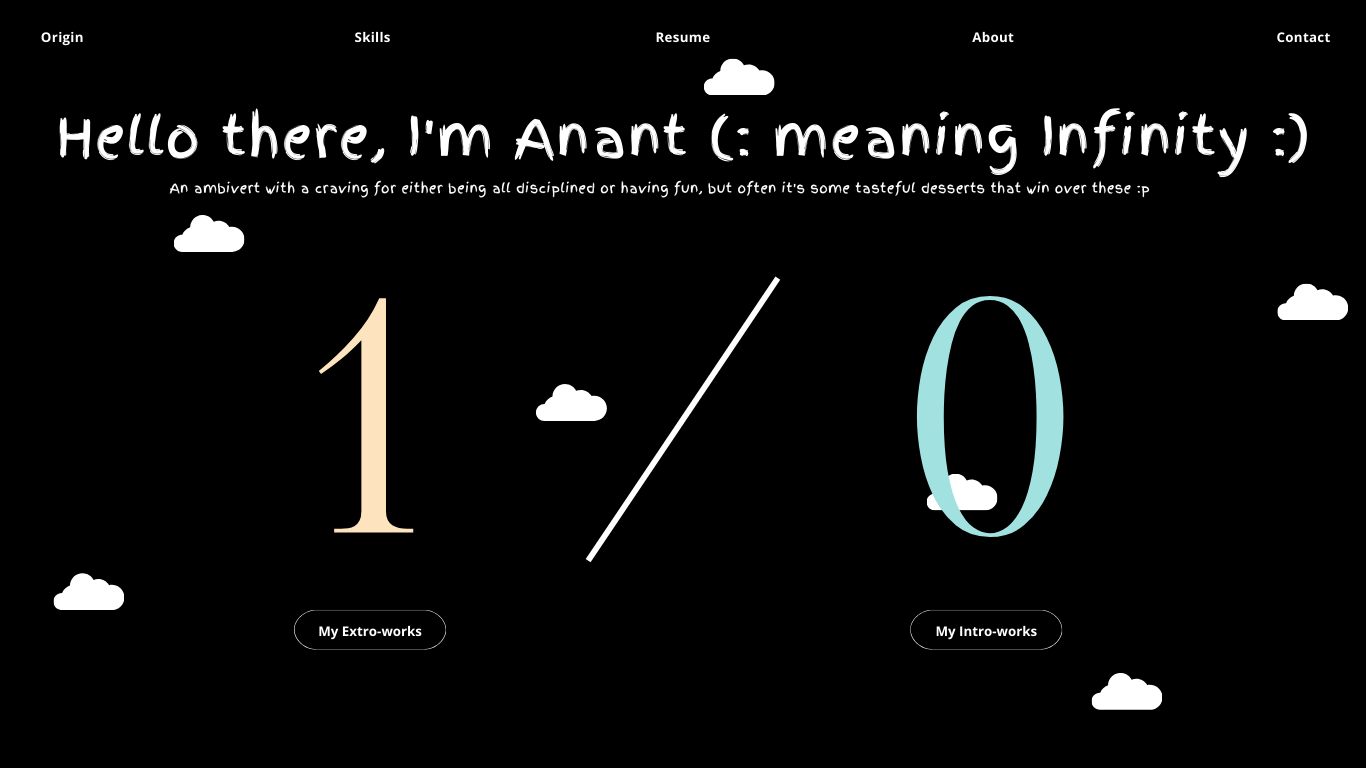 Origin Skills Resume About Contact
Hello there, I'm Anant (: meaning Infinity :)
An ambivert with a craving for either being all disciplined or having fun, but often it's some tasteful desserts that win over these :p
1 / 0
My Extro-works My Intro-works